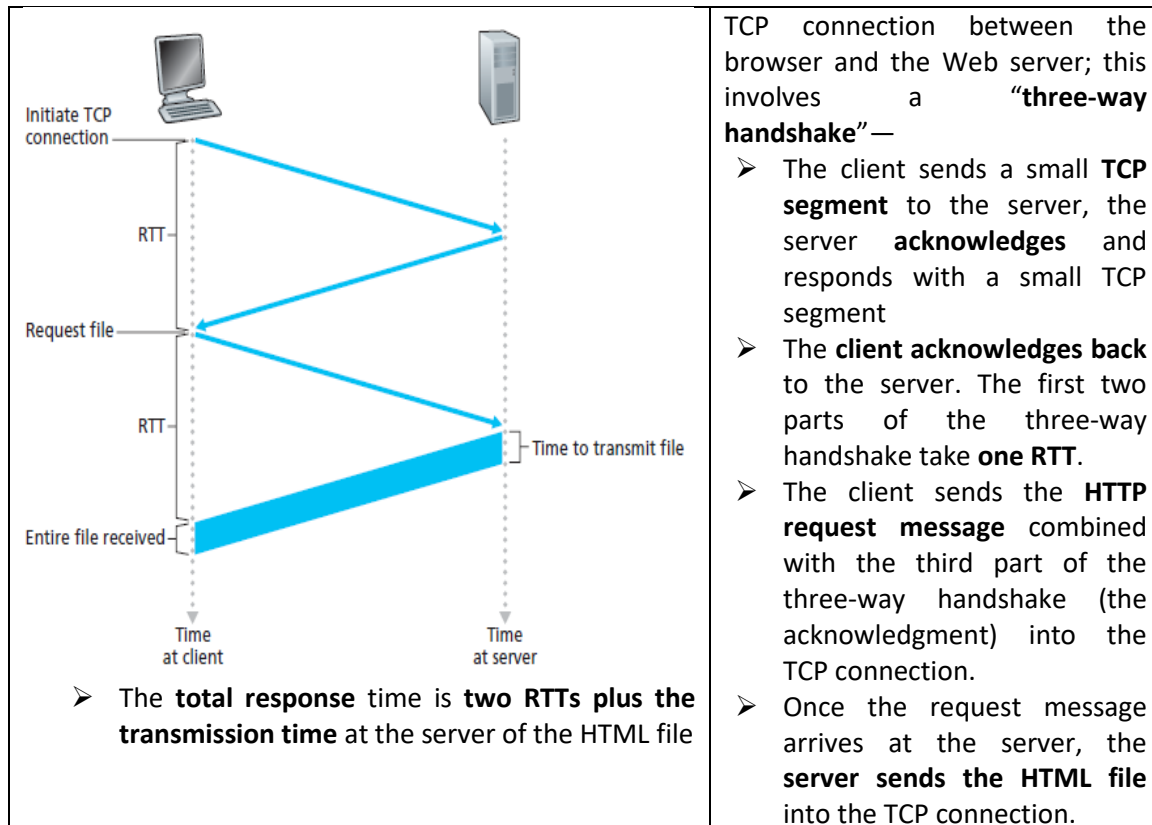 Initiate TCP
connection
RTT
Request file
RTT
Time to transmit file
Entire file received
Time
at client
Time
at server
➢ The total response time is two RTTs plus the
transmission time at the server of the HTML file
TCP connection between the
browser and the Web server; this
involves a “three-way
handshake”—
➢ The client sends a small TCP
segment to the server, the
server acknowledges and
responds with a small TCP
segment
➢ The client acknowledges back
to the server. The first two
parts of the three-way
handshake take one RTT.
➢ The client sends the HTTP
request message combined
with the third part of the
three-way handshake (the
acknowledgment) into the
TCP connection.
➢ Once the request message
arrives at the server, the
server sends the HTML file
into the TCP connection.